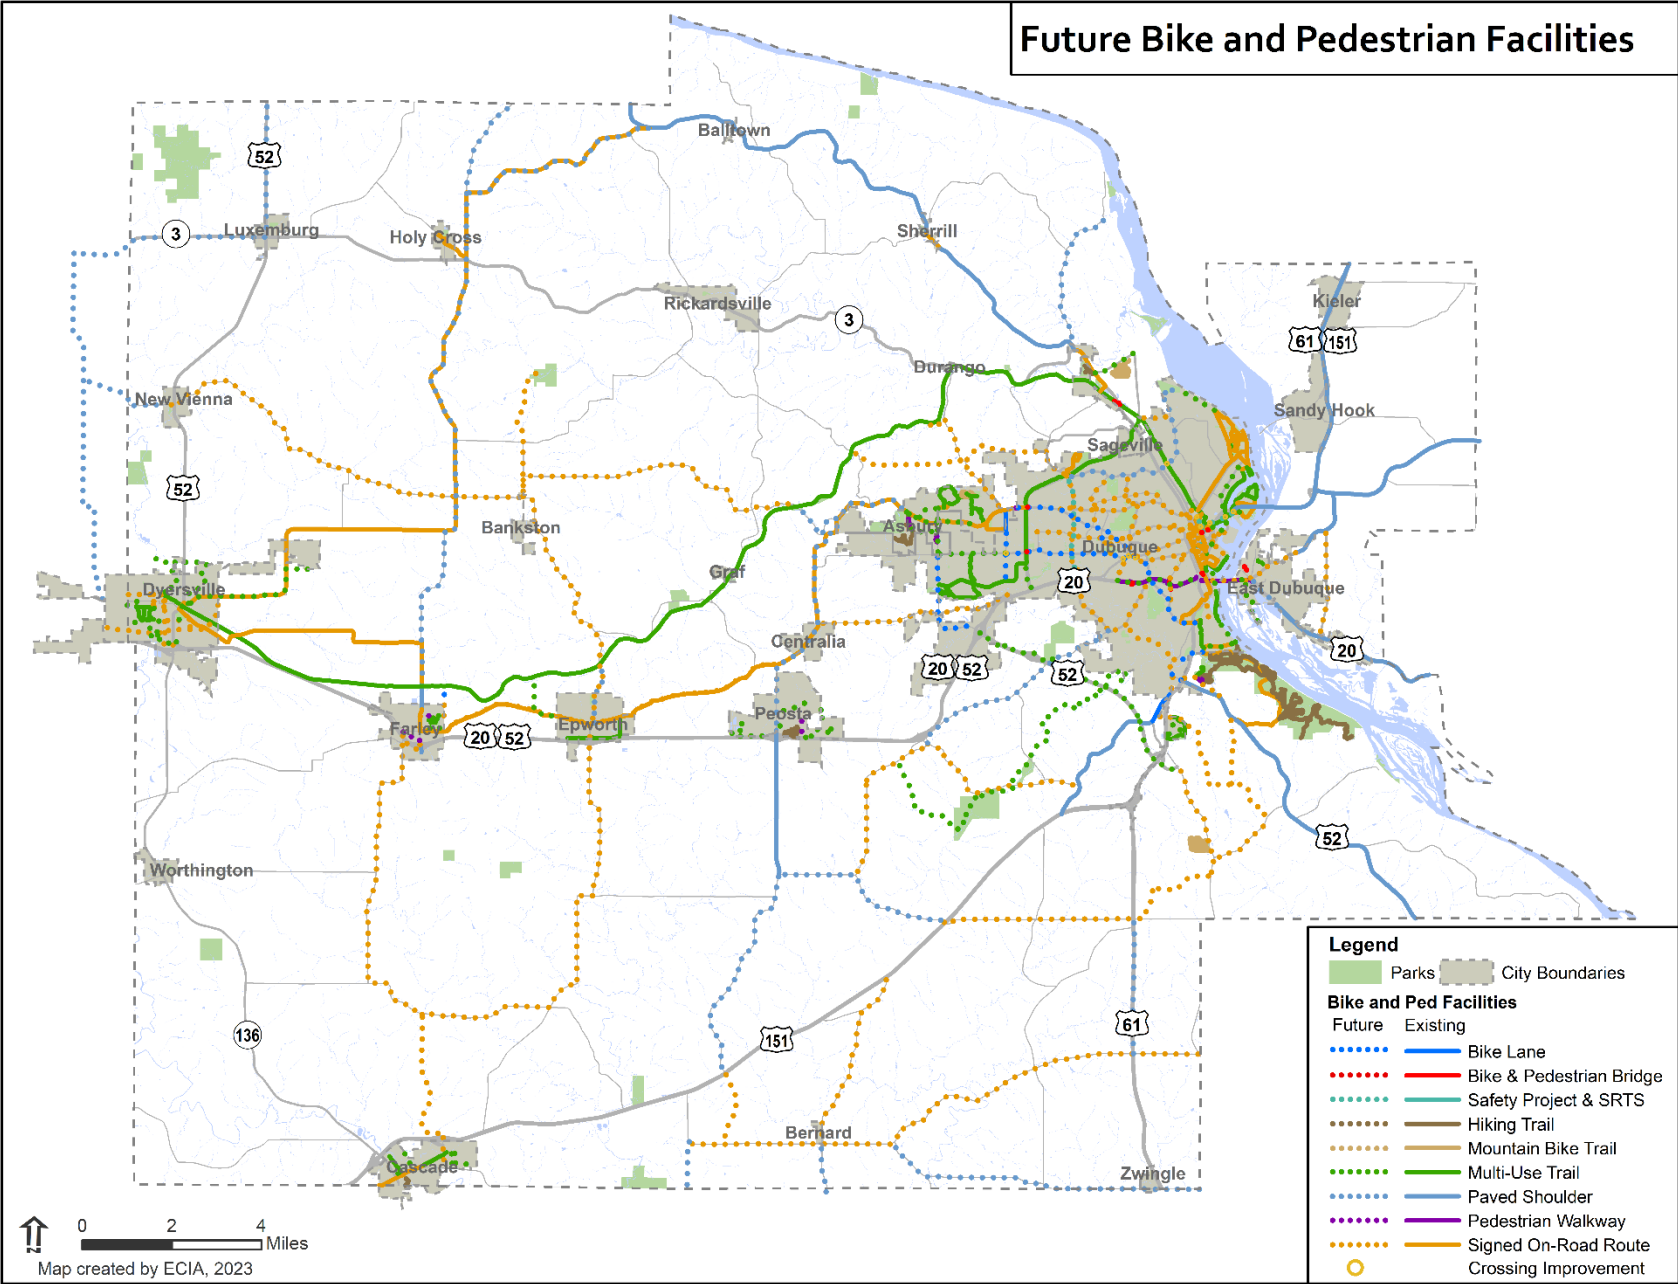 Future Bike and Pedestrian Facilities
Balltown
52
3
Luxemburg
Holy Cross
Sherrill
Rickardsville
3
Kieler
61 151
Durango
New Vienna
Sandy Hook
Sageville
52
Bankston
Asbury
Dubuque
Graf
20
Dyersville
East Dubuque
Centralia
20 52
52
20
Peosta
Farley
20 52
Epworth
52
Worthington
136
151
61
Bernard
Cascade
Zwingle
Legend
Parks City Boundaries
Bike and Ped Facilities
Future Existing
Bike Lane
Bike & Pedestrian Bridge
Safety Project & SRTS
Hiking Trail
Mountain Bike Trail
Multi-Use Trail
Paved Shoulder
Pedestrian Walkway
Signed On-Road Route
Crossing Improvement
N
0 2 4
Miles
Map created by ECIA, 2023